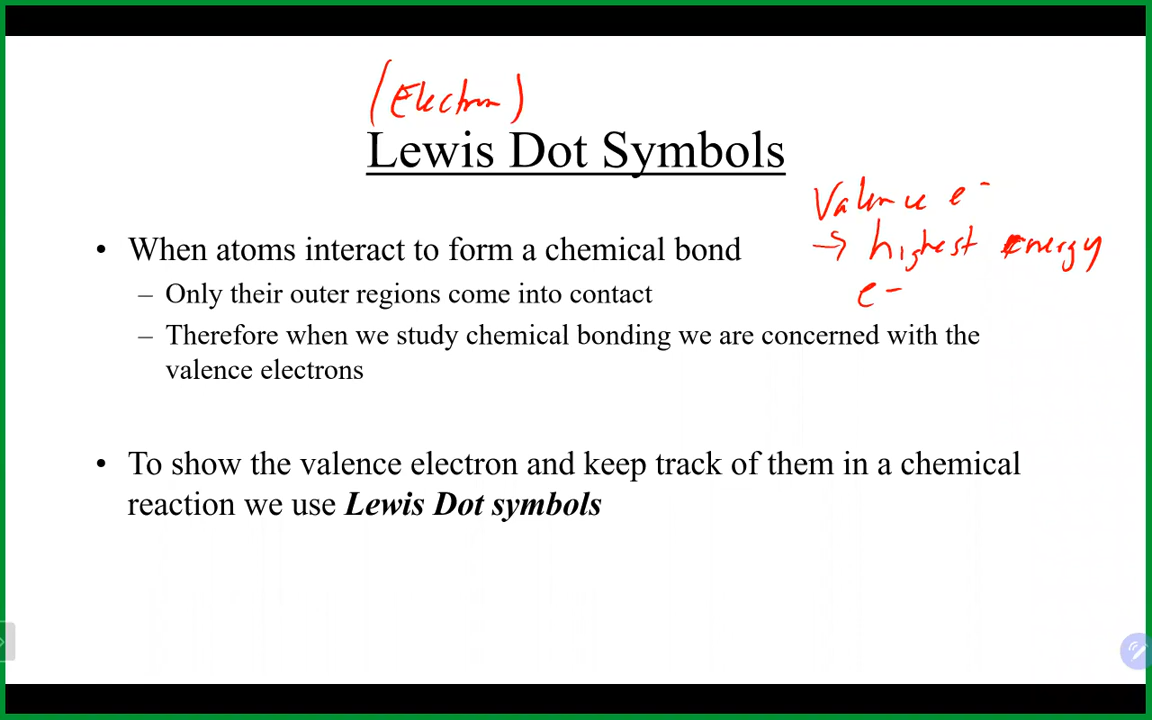 (Electron)
Lewis Dot Symbols
Valence e-
→ highest energy
e-
• When atoms interact to form a chemical bond
– Only their outer regions come into contact
– Therefore when we study chemical bonding we are concerned with the
valence electrons
• To show the valence electron and keep track of them in a chemical
reaction we use Lewis Dot symbols